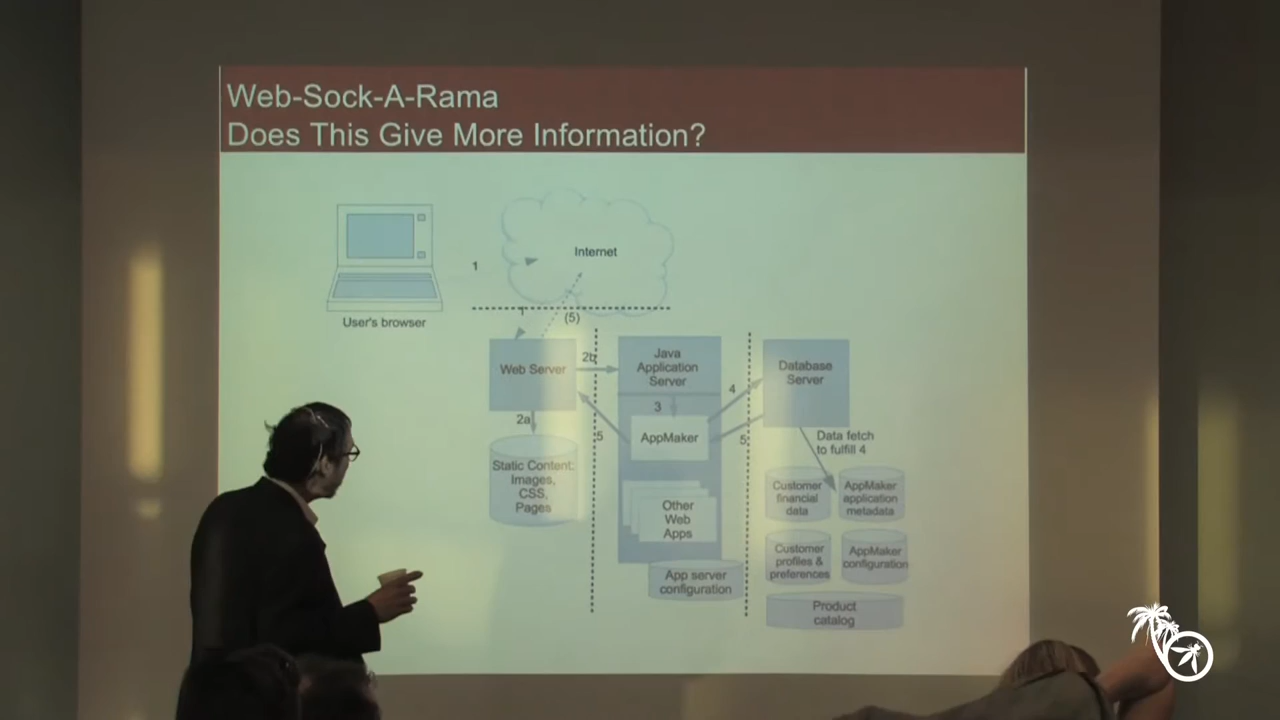 Web-Sock-A-Rama
Does This Give More Information?
Internet
1
User's browser
1
(5)
Web Server
2b
Java
Application
Server
Database
Server
4
3
2a
AppMaker
5
5
Data fetch
to fulfill 4
Static Content:
Images,
CSS,
Pages
Other
Web
Apps
Customer
financial
data
AppMaker
application
metadata
Customer
profiles &
preferences
AppMaker
configuration
App server
configuration
Product
catalog